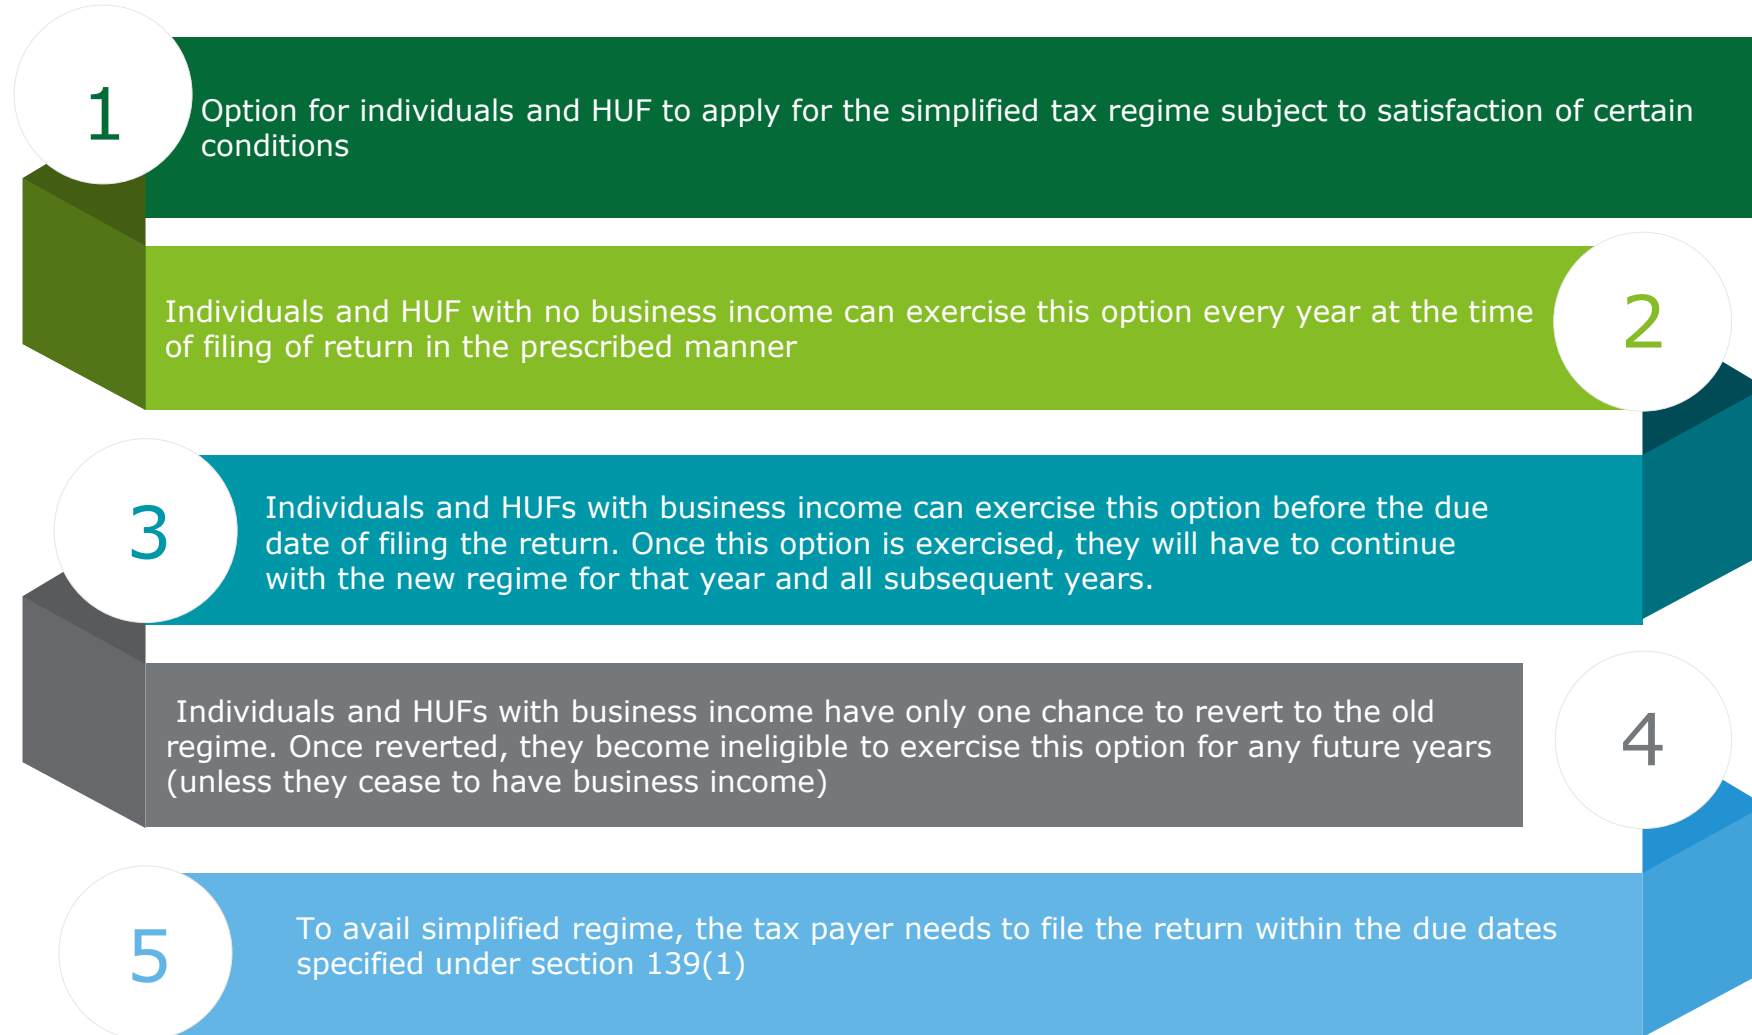 1
Option for individuals and HUF to apply for the simplified tax regime subject to satisfaction of certain
conditions
Individuals and HUF with no business income can exercise this option every year at the time
of filing of return in the prescribed manner
2
3
Individuals and HUFs with business income can exercise this option before the due
date of filing the return. Once this option is exercised, they will have to continue
with the new regime for that year and all subsequent years.
Individuals and HUFs with business income have only one chance to revert to the old
regime. Once reverted, they become ineligible to exercise this option for any future years
(unless they cease to have business income)
4
5
To avail simplified regime, the tax payer needs to file the return within the due dates
specified under section 139(1)